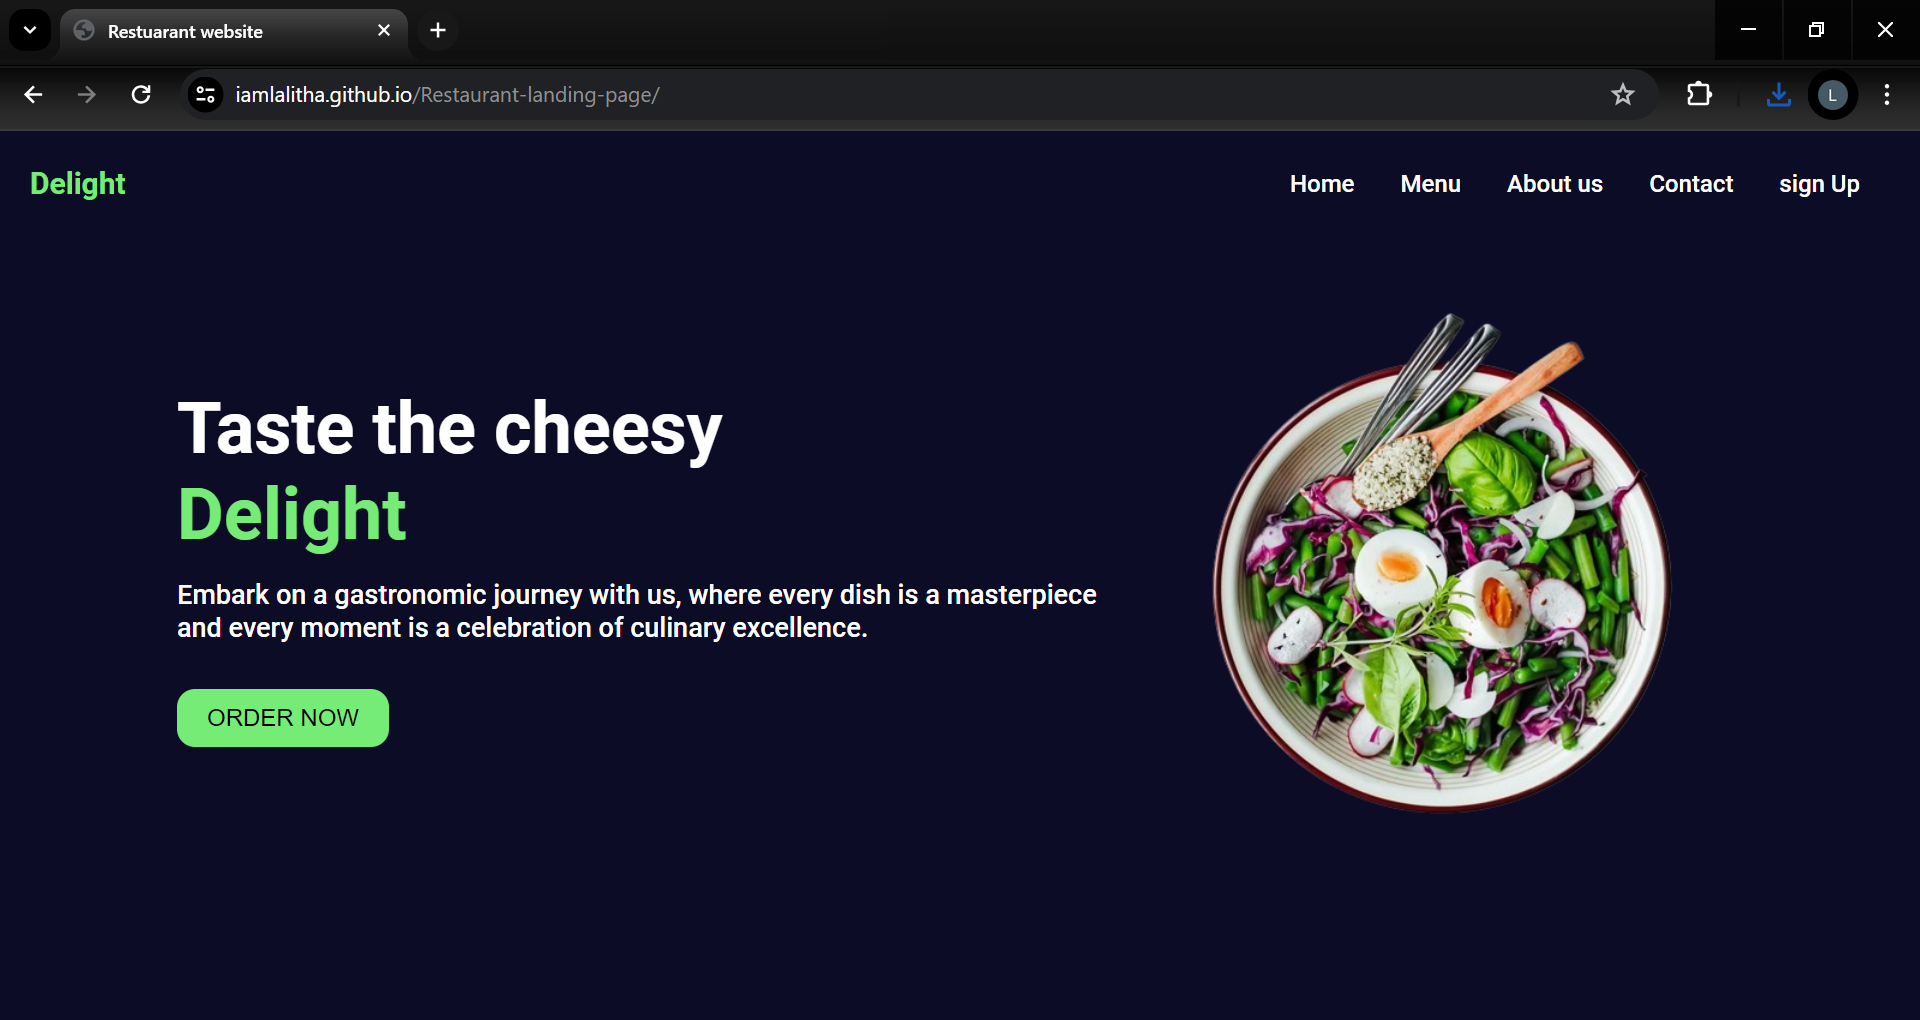 Restuarant website
iamlalitha.github.io/Restaurant-landing-page/
L
Delight
Home Menu About us Contact sign Up
Taste the cheesy
Delight
Embark on a gastronomic journey with us, where every dish is a masterpiece
and every moment is a celebration of culinary excellence.
ORDER NOW